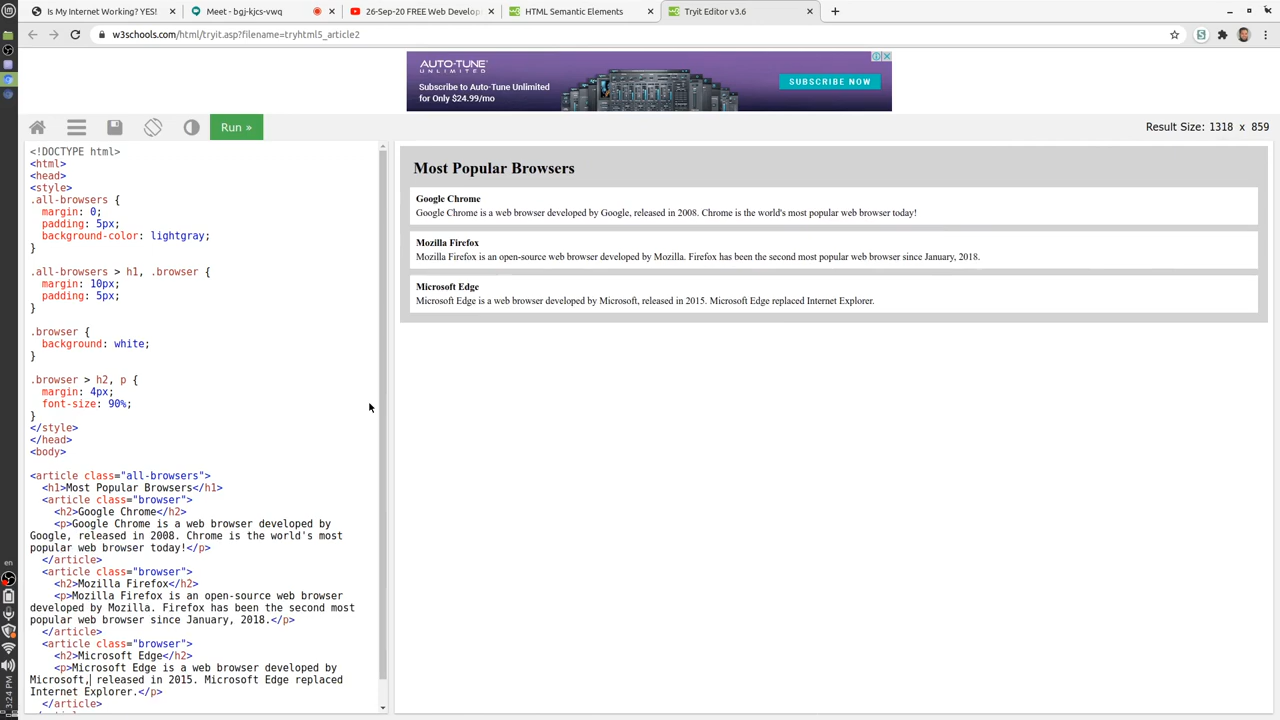 Is My Internet Working? YES!
Meet - bgj-kjcs-vwq
26-Sep-20 FREE Web Develop
HTML Semantic Elements
Tryit Editor v3.6
w3schools.com/html/tryit.asp?filename=tryhtml5_article2
AUTO-TUNE
UNLIMITED
Subscribe to Auto-Tune Unlimited
for Only $24.99/mo
SUBSCRIBE NOW
Run »
Result Size: 1318 x 859
<!DOCTYPE html>
<html>
<head>
<style>
.all-browsers {
margin: 0;
padding: 5px;
background-color: lightgray;
}
.all-browsers > h1, .browser {
margin: 10px;
padding: 5px;
}
.browser {
background: white;
}
.browser > h2, p {
margin: 4px;
font-size: 90%;
}
</style>
</head>
<body>
<article class="all-browsers">
<h1>Most Popular Browsers</h1>
<article class="browser">
<h2>Google Chrome</h2>
<p>Google Chrome is a web browser developed by
Google, released in 2008. Chrome is the world's most
popular web browser today!</p>
</article>
<article class="browser">
<h2>Mozilla Firefox</h2>
<p>Mozilla Firefox is an open-source web browser
developed by Mozilla. Firefox has been the second most
popular web browser since January, 2018.</p>
</article>
<article class="browser">
<h2>Microsoft Edge</h2>
<p>Microsoft Edge is a web browser developed by
Microsoft, released in 2015. Microsoft Edge replaced
Internet Explorer.</p>
</article>
Most Popular Browsers
Google Chrome
Google Chrome is a web browser developed by Google, released in 2008. Chrome is the world's most popular web browser today!
Mozilla Firefox
Mozilla Firefox is an open-source web browser developed by Mozilla. Firefox has been the second most popular web browser since January, 2018.
Microsoft Edge
Microsoft Edge is a web browser developed by Microsoft, released in 2015. Microsoft Edge replaced Internet Explorer.
en
3:24 PM